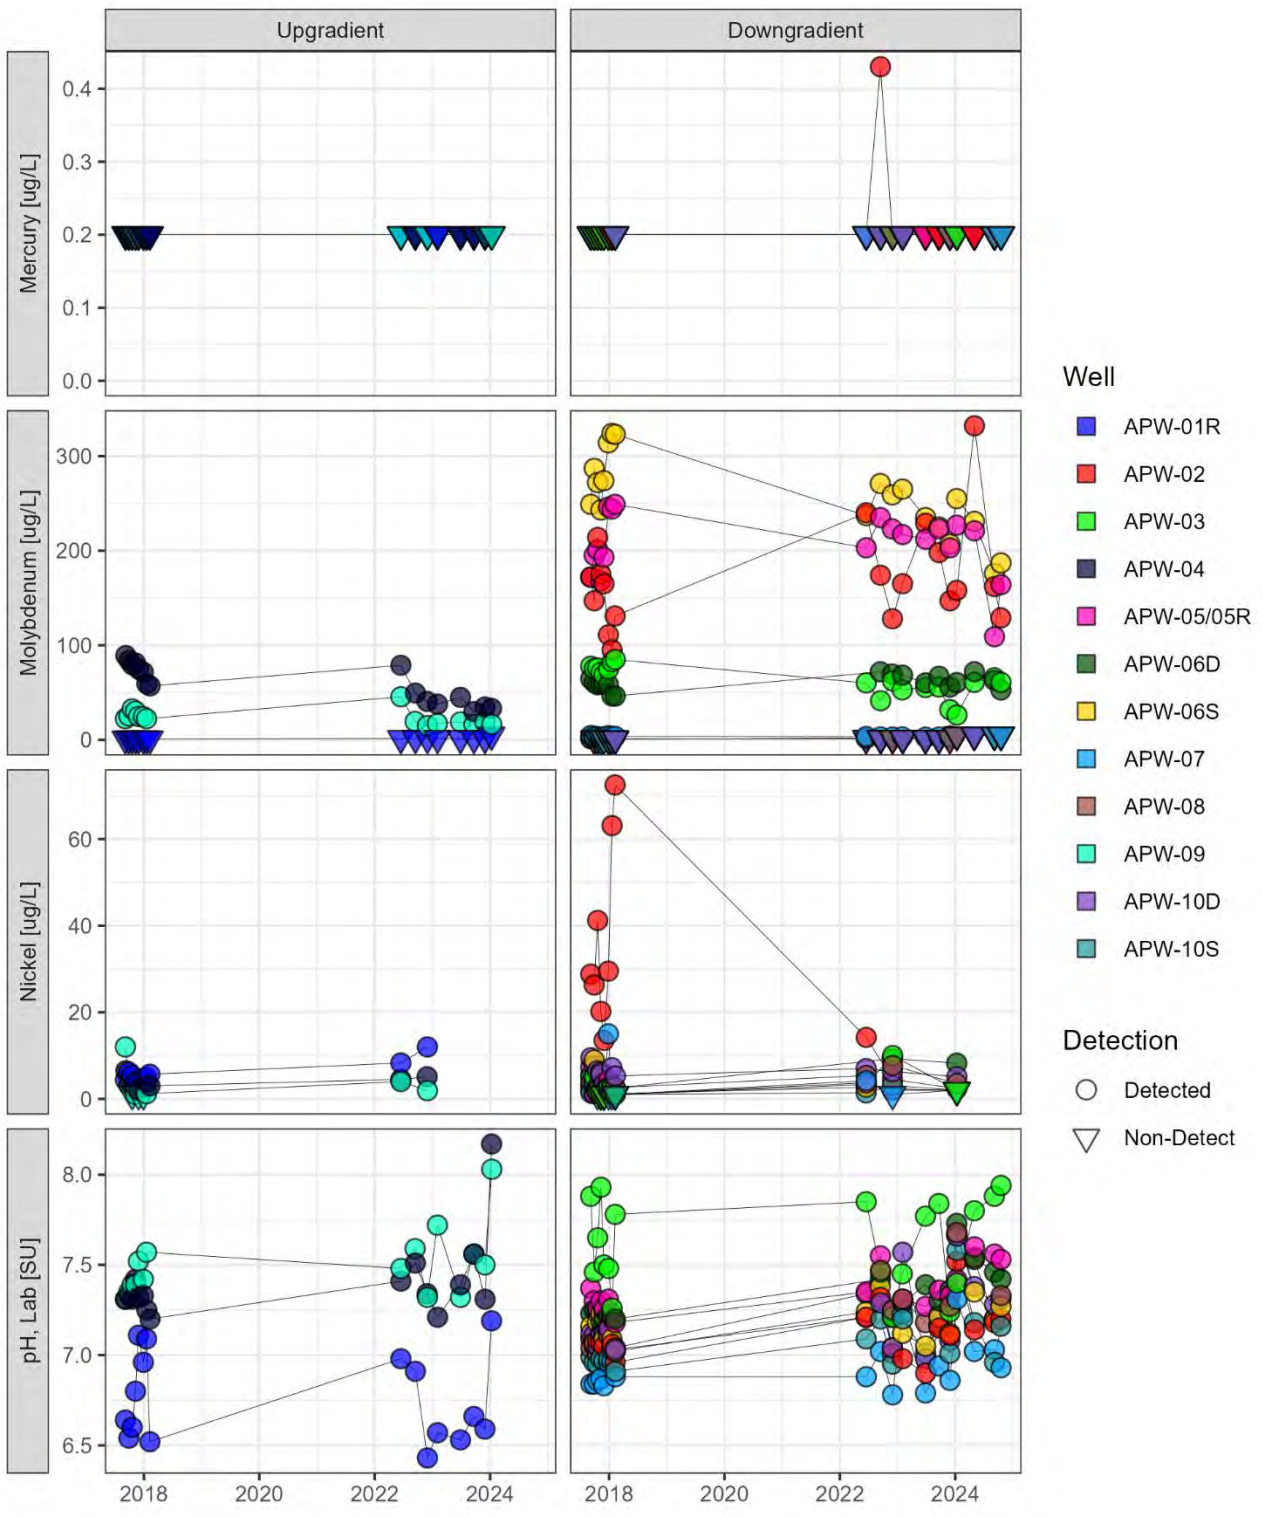 Upgradient
Downgradient
Mercury [ug/L]
0.4
0.3
0.2
0.1
0.0
Molybdenum [ug/L]
300
200
100
0
Nickel [ug/L]
60
40
20
0
pH, Lab [SU]
8.0
7.5
7.0
6.5
2018
2020
2022
2024
2018
2020
2022
2024
Well
APW-01R
APW-02
APW-03
APW-04
APW-05/05R
APW-06D
APW-06S
APW-07
APW-08
APW-09
APW-10D
APW-10S
Detection
Detected
Non-Detect